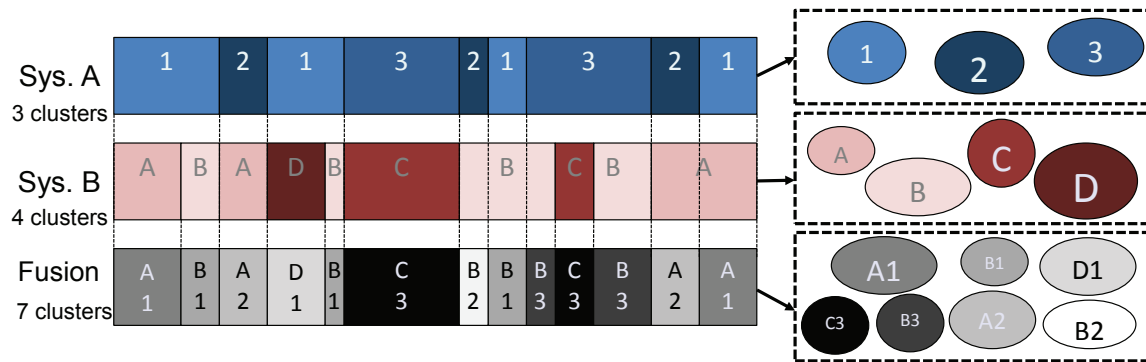 Sys. A
3 clusters
1 2 1 3 2 1 3 2 1
1 2 3
Sys. B
4 clusters
A B A D B C B C B A
A B C D
Fusion
7 clusters
A B A D B C B B B C B A A
1 1 2 1 1 3 2 1 3 3 3 2 1
A1 B1 D1
C3 B3 A2 B2